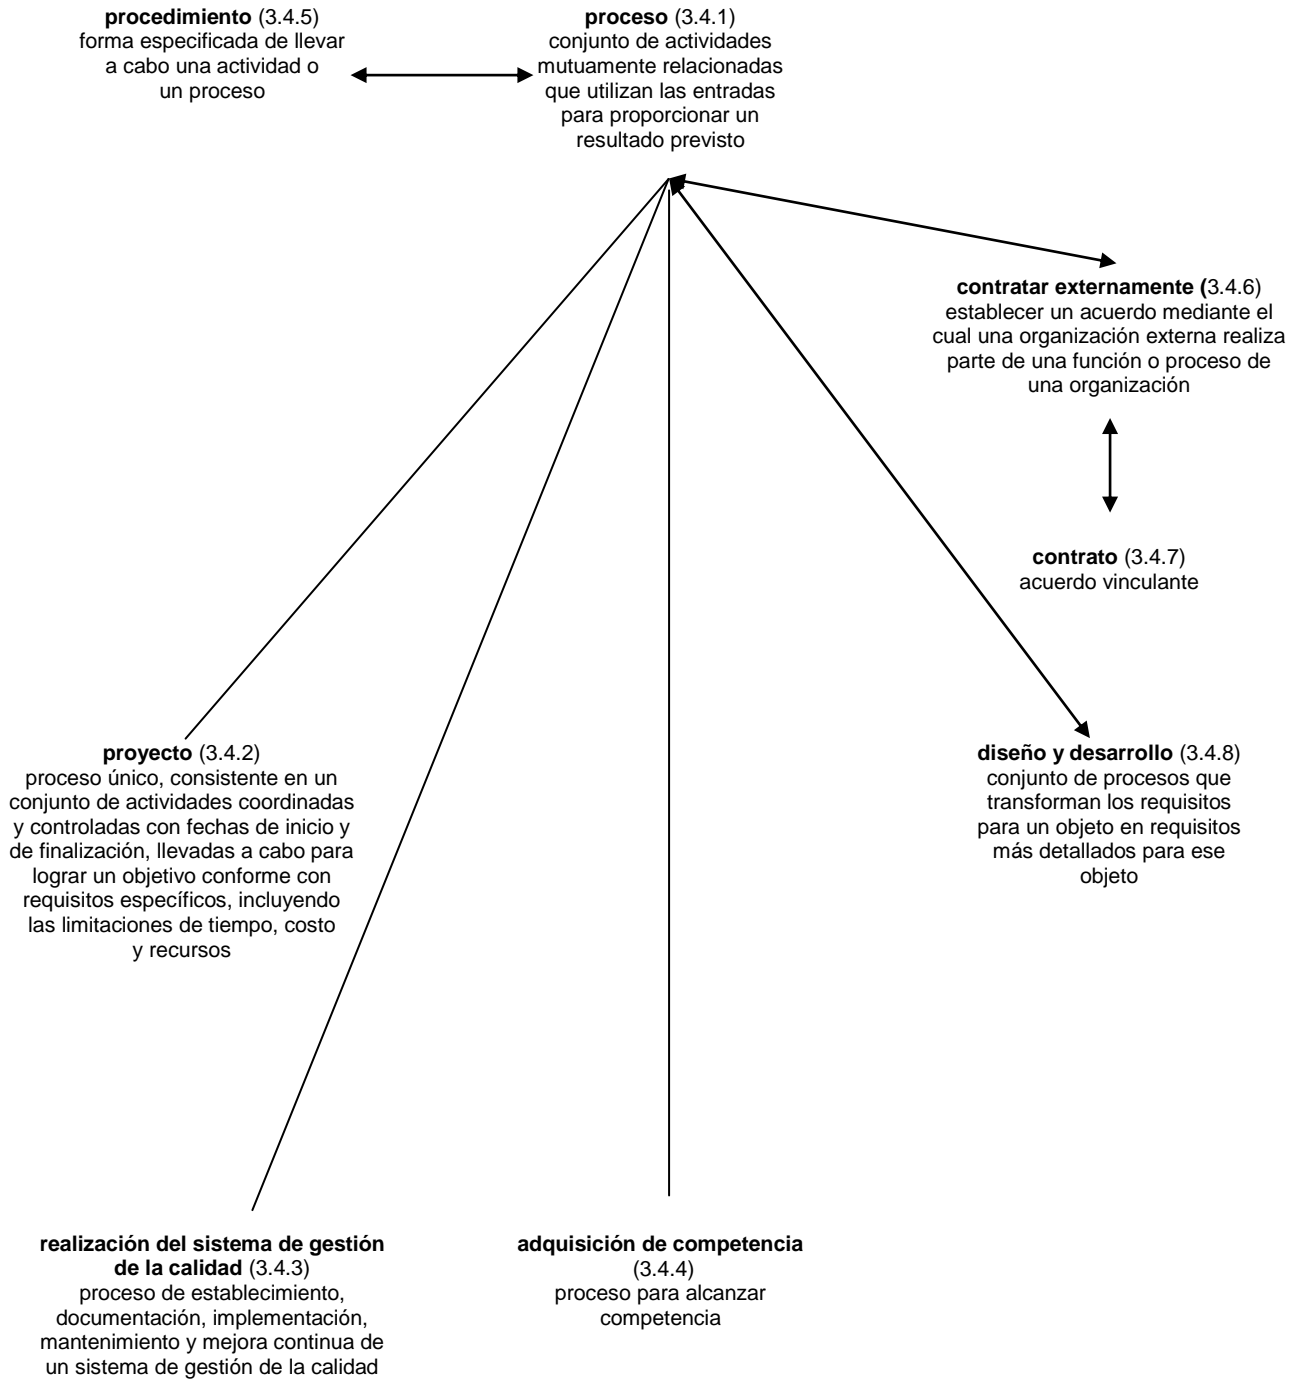 procedimiento (3.4.5)
forma especificada de llevar
a cabo una actividad o
un proceso
proceso (3.4.1)
conjunto de actividades
mutuamente relacionadas
que utilizan las entradas
para proporcionar un
resultado previsto
contratar externamente (3.4.6)
establecer un acuerdo mediante el
cual una organización externa realiza
parte de una función o proceso de
una organización
contrato (3.4.7)
acuerdo vinculante
proyecto (3.4.2)
proceso único, consistente en un
conjunto de actividades coordinadas
y controladas con fechas de inicio y
de finalización, llevadas a cabo para
lograr un objetivo conforme con
requisitos específicos, incluyendo
las limitaciones de tiempo, costo
y recursos
diseño y desarrollo (3.4.8)
conjunto de procesos que
transforman los requisitos
para un objeto en requisitos
más detallados para ese
objeto
realización del sistema de gestión
de la calidad (3.4.3)
proceso de establecimiento,
documentación, implementación,
mantenimiento y mejora continua de
un sistema de gestión de la calidad
adquisición de competencia
(3.4.4)
proceso para alcanzar
competencia